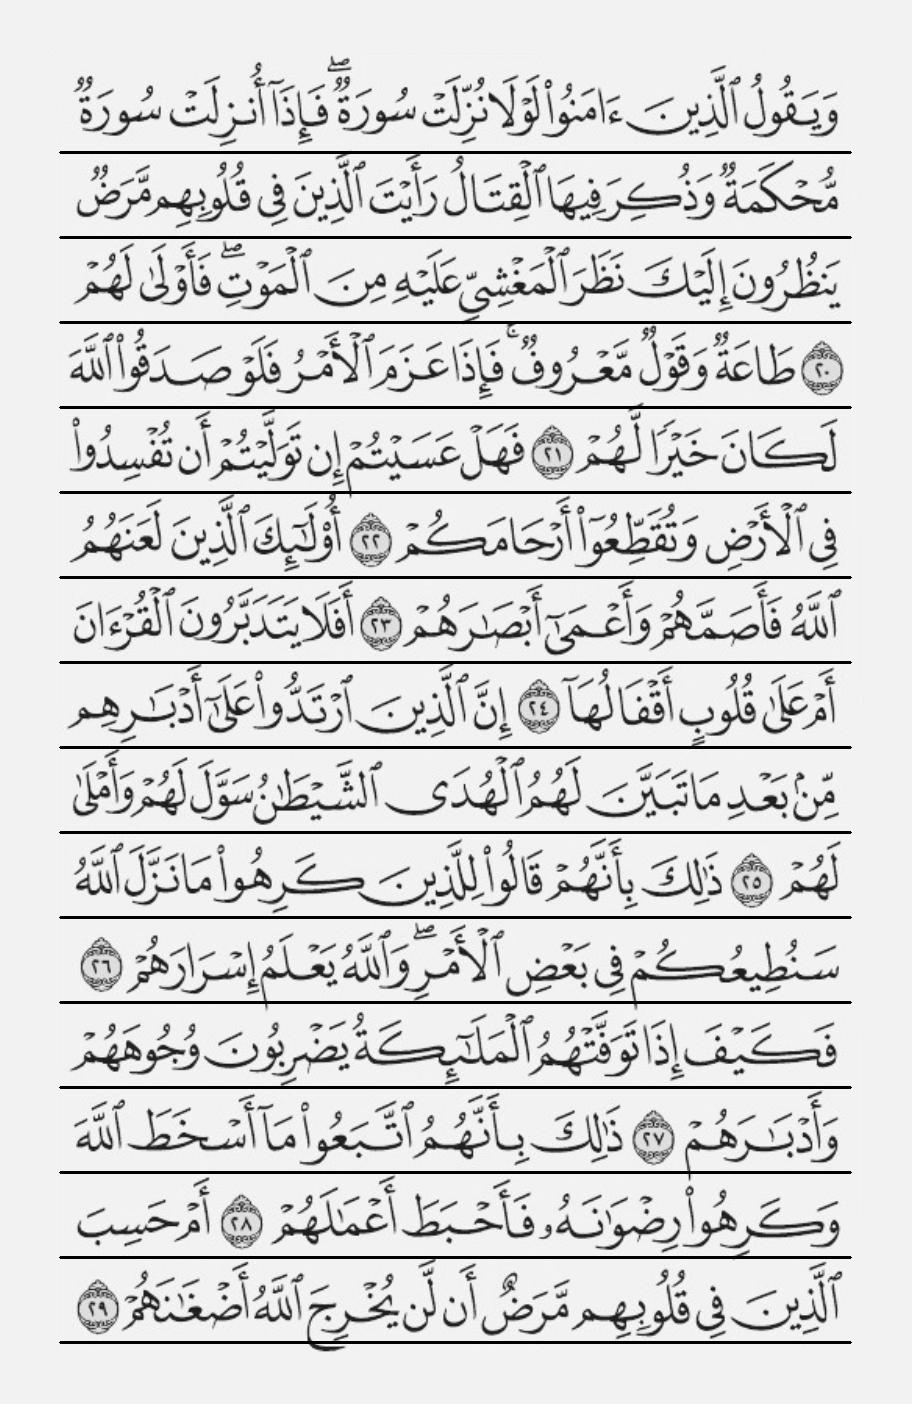 وَيَقُولُ ٱلَّذِينَ ءَامَنُوا۟ لَوْلَا نُزِّلَتْ سُورَةٌ ۖ فَإِذَآ أُنزِلَتْ سُورَةٌ
مُّحْكَمَةٌ وَذُكِرَ فِيهَا ٱلْقِتَالُ رَأَيْتَ ٱلَّذِينَ فِى قُلُوبِهِم مَّرَضٌ
يَنظُرُونَ إِلَيْكَ نَظَرَ ٱلْمَغْشِىِّ عَلَيْهِ مِنَ ٱلْمَوْتِ ۖ فَأَوْلَىٰ لَهُمْ
٢٠ طَاعَةٌ وَقَوْلٌ مَّعْرُوفٌ ۚ فَإِذَا عَزَمَ ٱلْأَمْرُ فَلَوْ صَدَقُوا۟ ٱللَّهَ
لَكَانَ خَيْرًا لَّهُمْ ٢١ فَهَلْ عَسَيْتُمْ إِن تَوَلَّيْتُمْ أَن تُفْسِدُوا۟
فِى ٱلْأَرْضِ وَتُقَطِّعُوٓا۟ أَرْحَامَكُمْ ٢٢ أُو۟لَـٰٓئِكَ ٱلَّذِينَ لَعَنَهُمُ
ٱللَّهُ فَأَصَمَّهُمْ وَأَعْمَىٰٓ أَبْصَـٰرَهُمْ ٢٣ أَفَلَا يَتَدَبَّرُونَ ٱلْقُرْءَانَ
أَمْ عَلَىٰ قُلُوبٍ أَقْفَالُهَآ ٢٤ إِنَّ ٱلَّذِينَ ٱرْتَدُّوا۟ عَلَىٰٓ أَدْبَـٰرِهِم
مِّنۢ بَعْدِ مَا تَبَيَّنَ لَهُمُ ٱلْهُدَى ٱلشَّيْطَـٰنُ سَوَّلَ لَهُمْ وَأَمْلَىٰ
لَهُمْ ٢٥ ذَٰلِكَ بِأَنَّهُمْ قَالُوا۟ لِلَّذِينَ كَرِهُوا۟ مَا نَزَّلَ ٱللَّهُ
سَنُطِيعُكُمْ فِى بَعْضِ ٱلْأَمْرِ ۖ وَٱللَّهُ يَعْلَمُ إِسْرَارَهُمْ ٢٦
فَكَيْفَ إِذَا تَوَفَّتْهُمُ ٱلْمَلَـٰٓئِكَةُ يَضْرِبُونَ وُجُوهَهُمْ
وَأَدْبَـٰرَهُمْ ٢٧ ذَٰلِكَ بِأَنَّهُمُ ٱتَّبَعُوا۟ مَآ أَسْخَطَ ٱللَّهَ
وَكَرِهُوا۟ رِضْوَٰنَهُۥ فَأَحْبَطَ أَعْمَـٰلَهُمْ ٢٨ أَمْ حَسِبَ
ٱلَّذِينَ فِى قُلُوبِهِم مَّرَضٌ أَن لَّن يُخْرِجَ ٱللَّهُ أَضْغَـٰنَهُمْ ٢٩